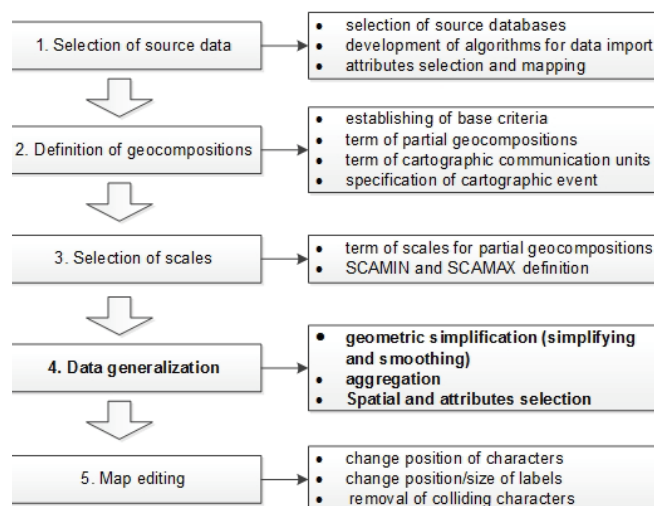 1. Selection of source data
• selection of source databases
• development of algorithms for data import
• attributes selection and mapping
2. Definition of geocompositions
• establishing of base criteria
• term of partial geocompositions
• term of cartographic communication units
• specification of cartographic event
3. Selection of scales
• term of scales for partial geocompositions
• SCAMIN and SCAMAX definition
4. Data generalization
• geometric simplification (simplifying
and smoothing)
• aggregation
• Spatial and attributes selection
5. Map editing
• change position of characters
• change position/size of labels
• removal of colliding characters